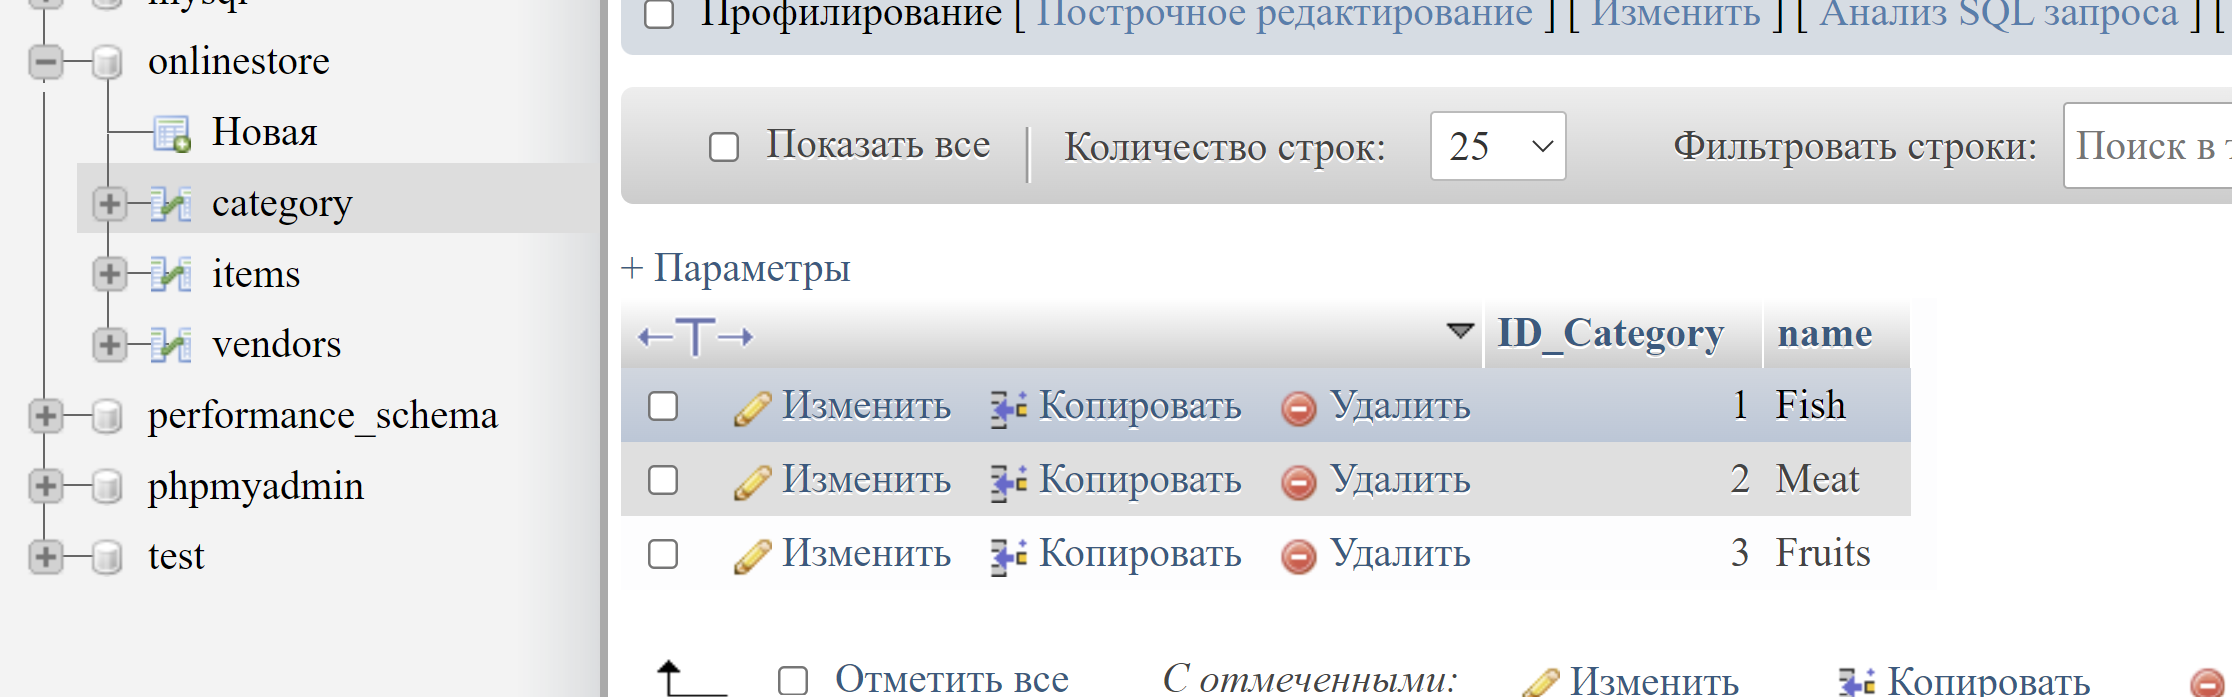 mysql
onlinestore
Новая
category
items
vendors
performance_schema
phpmyadmin
test
Профилирование [ Построчное редактирование ] [ Изменить ] [ Анализ SQL запроса ] [
Показать все Количество строк: 25 Фильтровать строки: Поиск в
+ Параметры
←T→ ID_Category name
Изменить Копировать Удалить 1 Fish
Изменить Копировать Удалить 2 Meat
Изменить Копировать Удалить 3 Fruits
Отметить все С отмеченными: Изменить Копировать